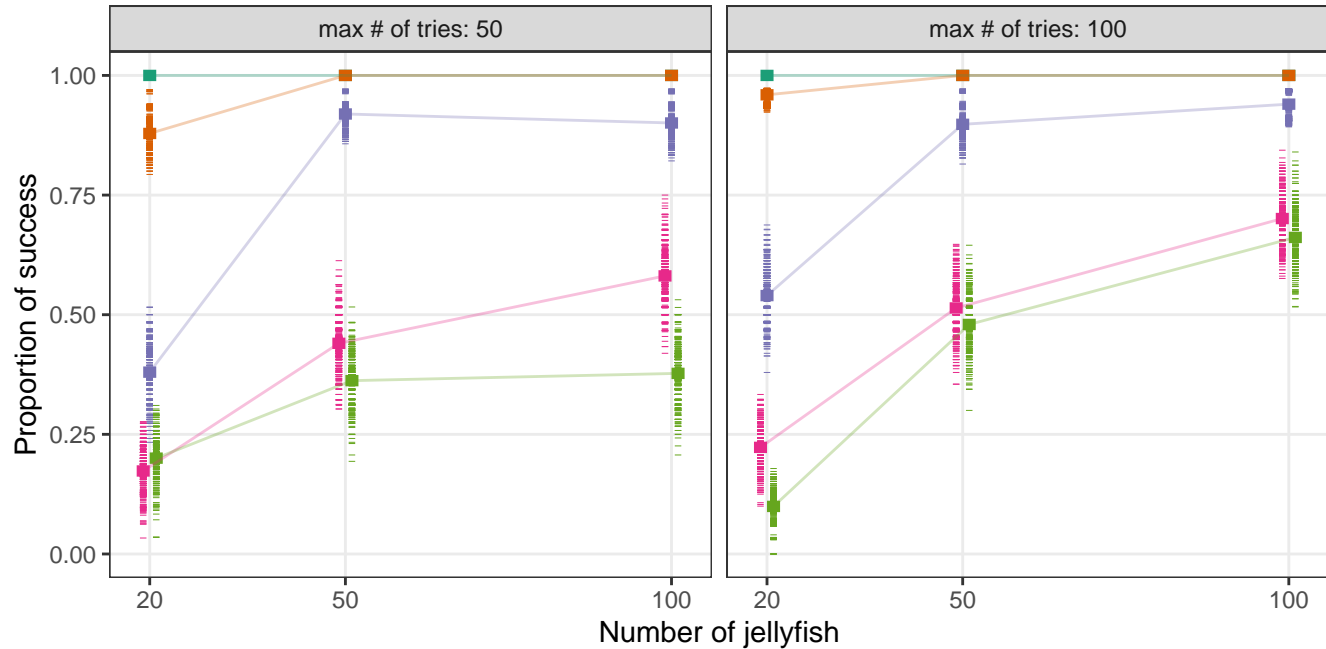 max # of tries: 50
max # of tries: 100
Proportion of success
1.00
0.75
0.50
0.25
0.00
20 50 100
20 50 100
Number of jellyfish